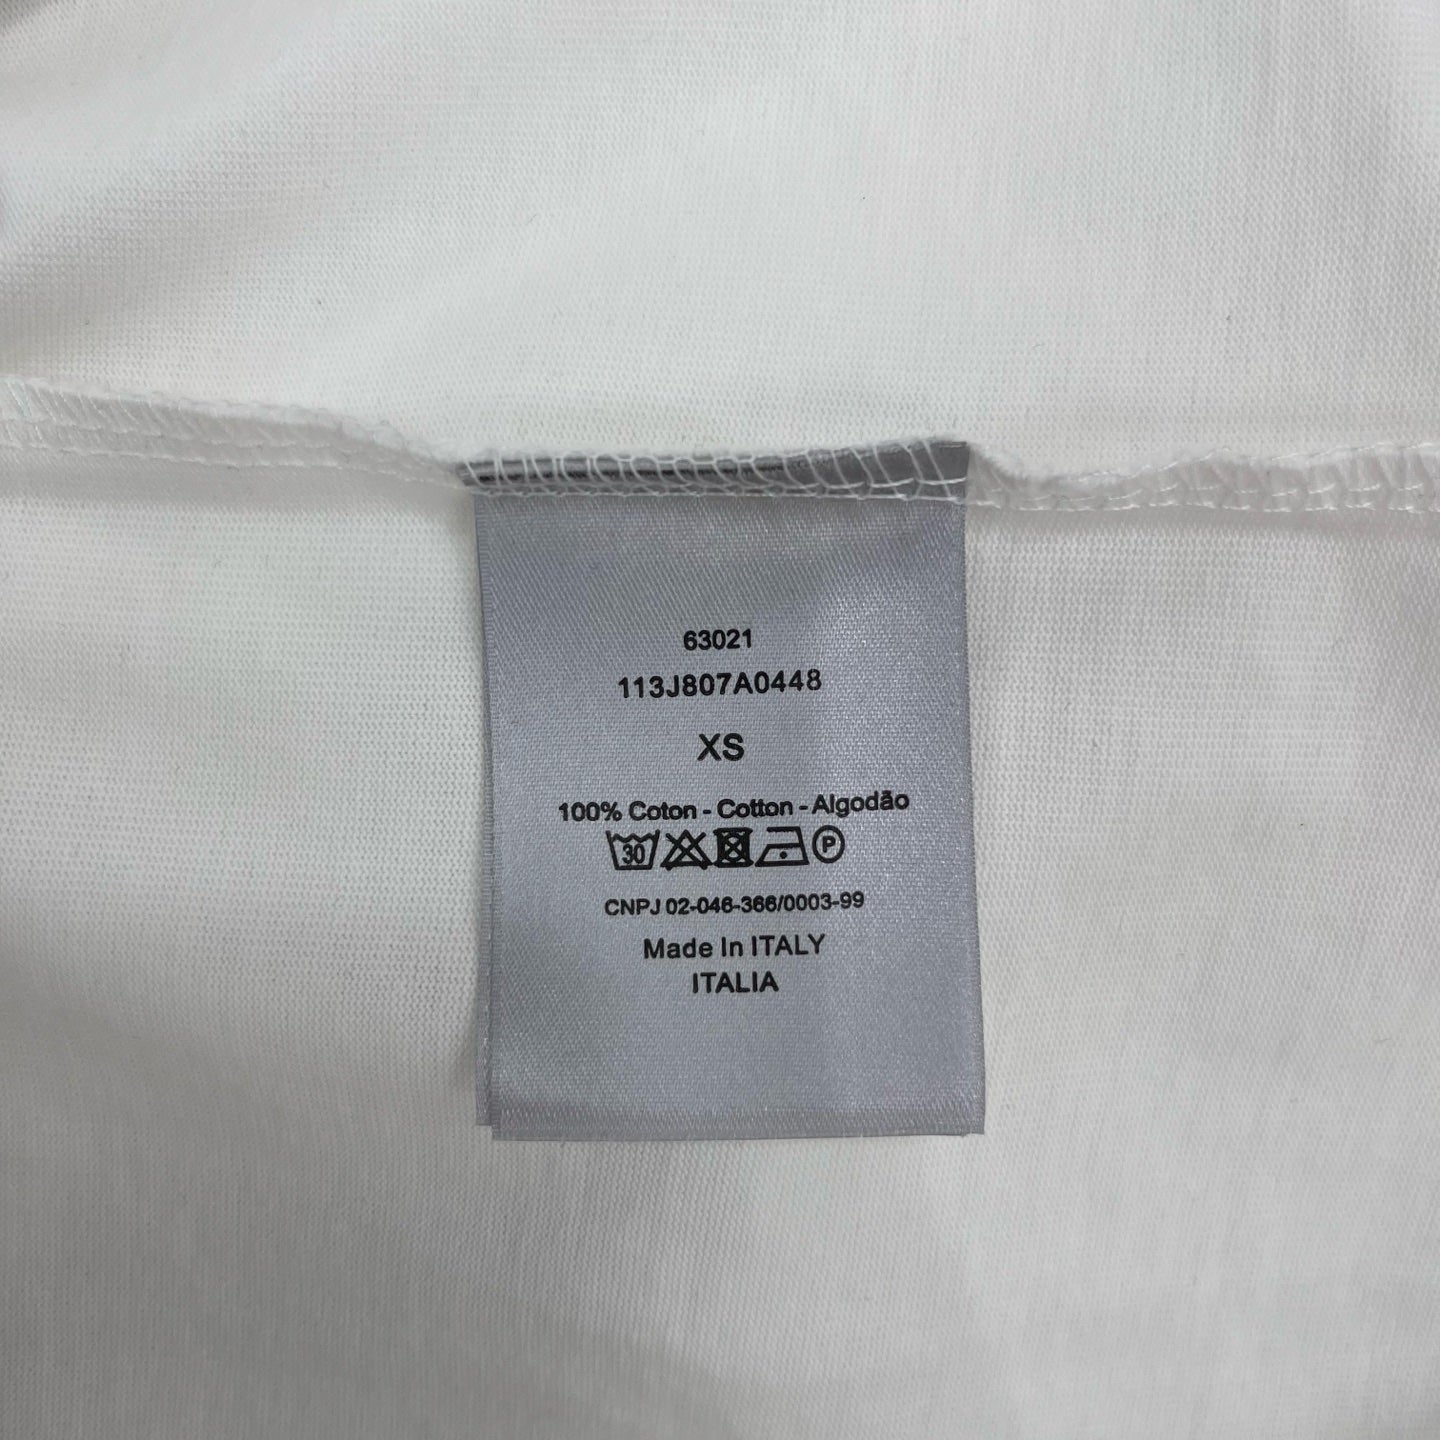 63021
113J807A0448
XS
100% Coton - Cotton - Algodão
30 P
CNPJ 02-046-366/0003-99
Made In ITALY
ITALIA